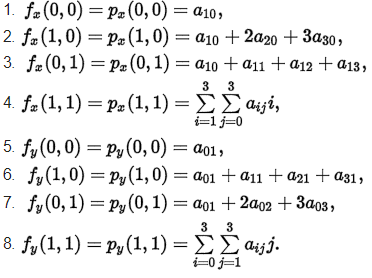 1. $f_x(0,0) = p_x(0,0) = a_{10},$
2. $f_x(1,0) = p_x(1,0) = a_{10} + 2a_{20} + 3a_{30},$
3. $f_x(0,1) = p_x(0,1) = a_{10} + a_{11} + a_{12} + a_{13},$
4. $f_x(1,1) = p_x(1,1) = \sum_{i=1}^{3} \sum_{j=0}^{3} a_{ij} i,$
5. $f_y(0,0) = p_y(0,0) = a_{01},$
6. $f_y(1,0) = p_y(1,0) = a_{01} + a_{11} + a_{21} + a_{31},$
7. $f_y(0,1) = p_y(0,1) = a_{01} + 2a_{02} + 3a_{03},$
8. $f_y(1,1) = p_y(1,1) = \sum_{i=0}^{3} \sum_{j=1}^{3} a_{ij} j.$